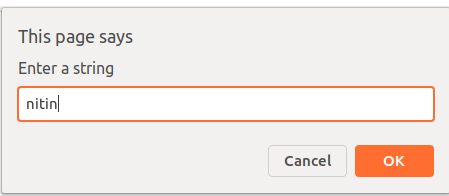 This page says
Enter a string
nitin
Cancel OK